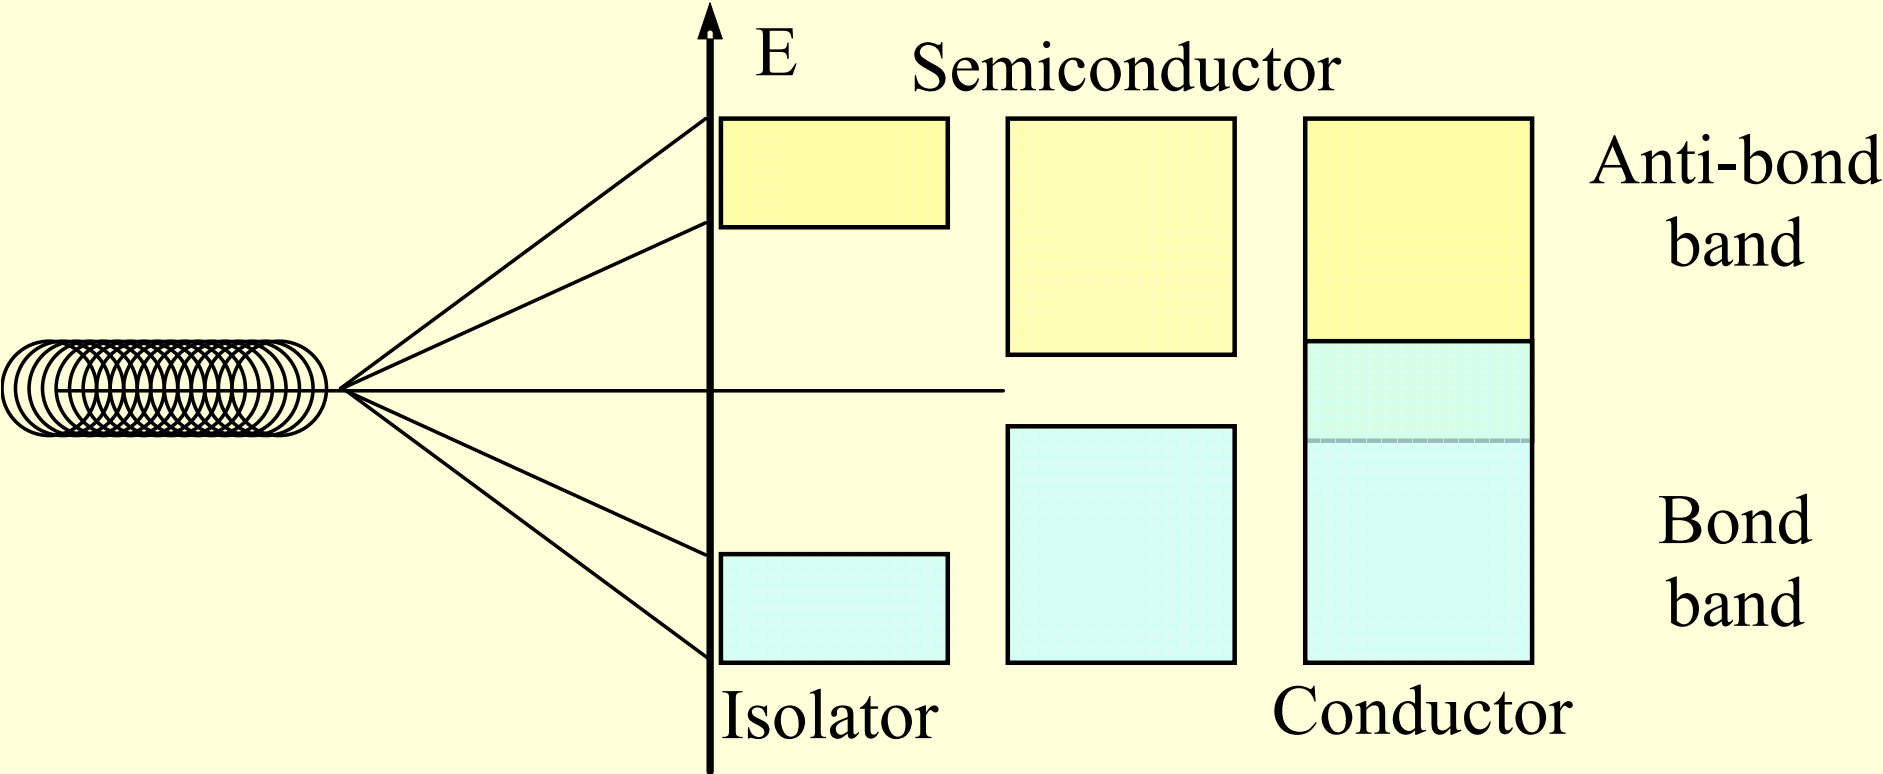 E
Semiconductor
Anti-bond
band
Bond
band
Isolator
Conductor